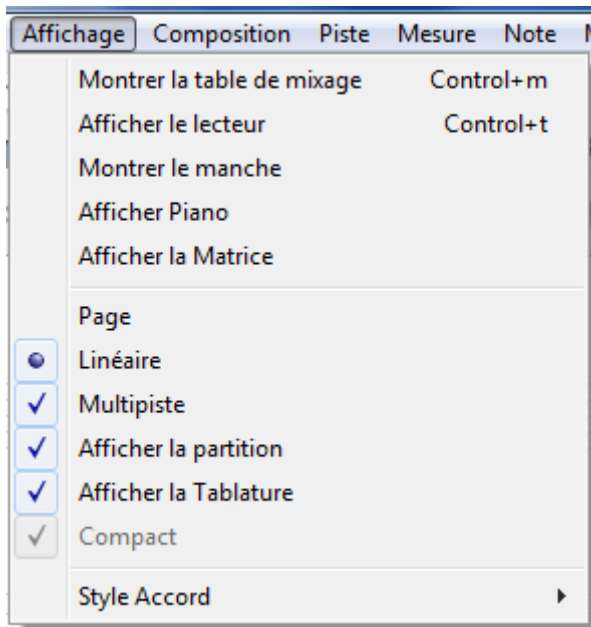 Affichage Composition Piste Mesure Note
Montrer la table de mixage Control+m
Afficher le lecteur Control+t
Montrer le manche
Afficher Piano
Afficher la Matrice
Page
Linéaire
Multipiste
Afficher la partition
Afficher la Tablature
Compact
Style Accord